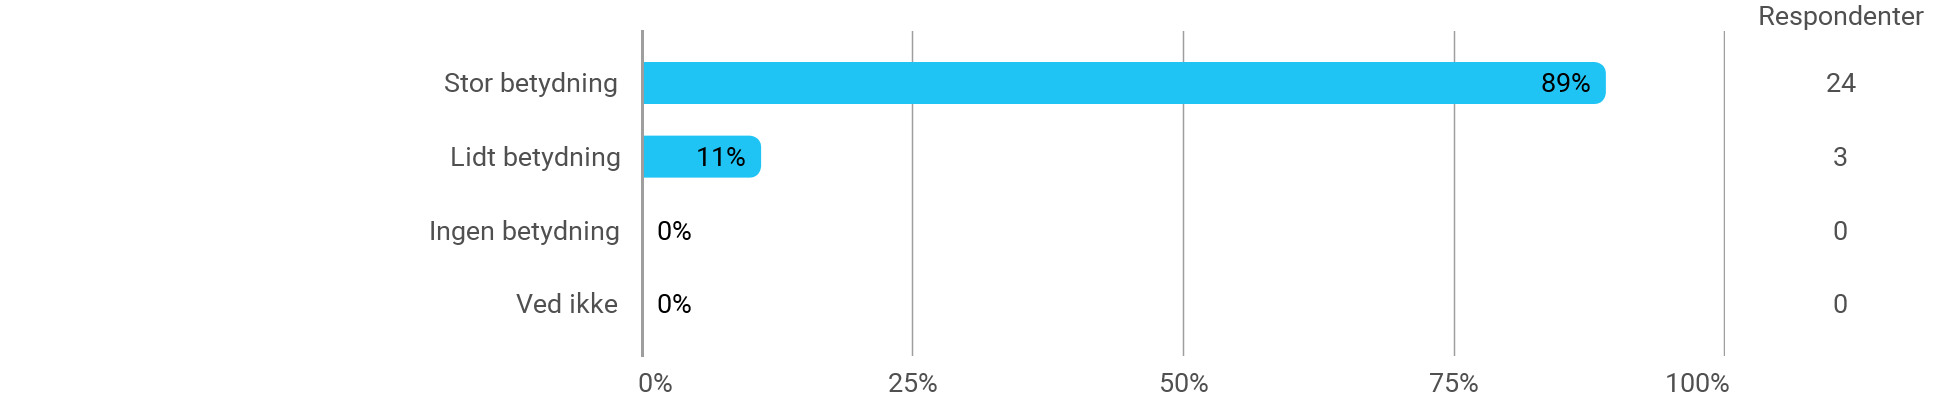 Respondenter
Stor betydning 89% 24
Lidt betydning 11% 3
Ingen betydning 0% 0
Ved ikke 0% 0
0% 25% 50% 75% 100%